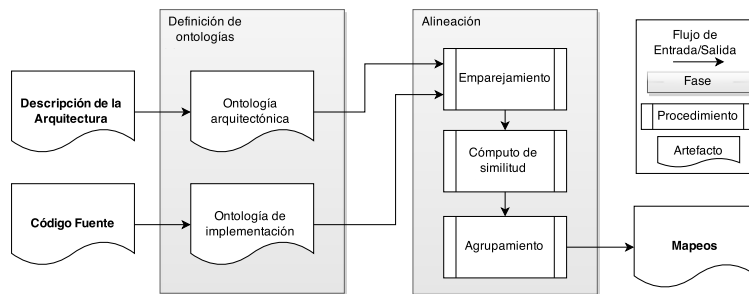 Definición de
ontologías
Alineación
Descripción de la
Arquitectura
Ontología
arquitectónica
Emparejamiento
Cómputo de
similitud
Código Fuente
Ontología de
implementación
Agrupamiento
Mapeos
Flujo de
Entrada/Salida
Fase
Procedimiento
Artefacto